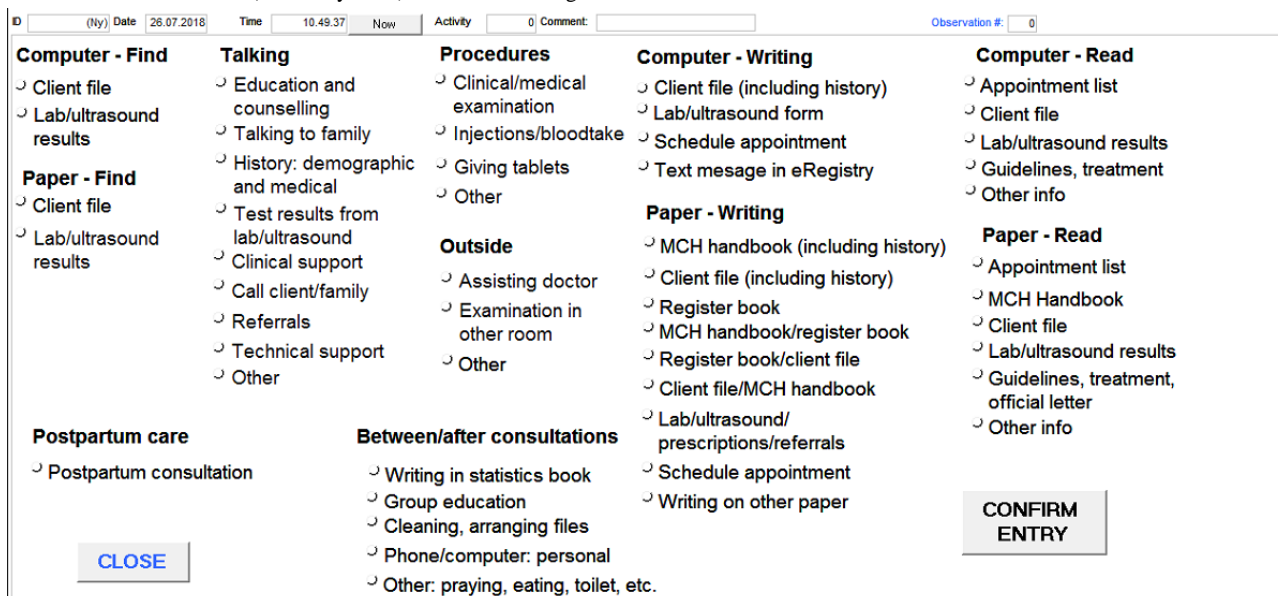 ID (Ny) Date 26.07.2018 Time 10.49.37 Now Activity 0 Comment: Observation #: 0
Computer - Find
Client file
Lab/ultrasound
results
Paper - Find
Client file
Lab/ultrasound
results
Talking
Education and
counselling
Talking to family
History: demographic
and medical
Test results from
lab/ultrasound
Clinical support
Call client/family
Referrals
Technical support
Other
Procedures
Clinical/medical
examination
Injections/bloodtake
Giving tablets
Other
Outside
Assisting doctor
Examination in
other room
Other
Computer - Writing
Client file (including history)
Lab/ultrasound form
Schedule appointment
Text mesage in eRegistry
Paper - Writing
MCH handbook (including history)
Client file (including history)
Register book
MCH handbook/register book
Register book/client file
Client file/MCH handbook
Lab/ultrasound/
prescriptions/referrals
Schedule appointment
Writing on other paper
Computer - Read
Appointment list
Client file
Lab/ultrasound results
Guidelines, treatment
Other info
Paper - Read
Appointment list
MCH Handbook
Client file
Lab/ultrasound results
Guidelines, treatment,
official letter
Other info
Postpartum care
Postpartum consultation
Between/after consultations
Writing in statistics book
Group education
Cleaning, arranging files
Phone/computer: personal
Other: praying, eating, toilet, etc.
CLOSE
CONFIRM
ENTRY